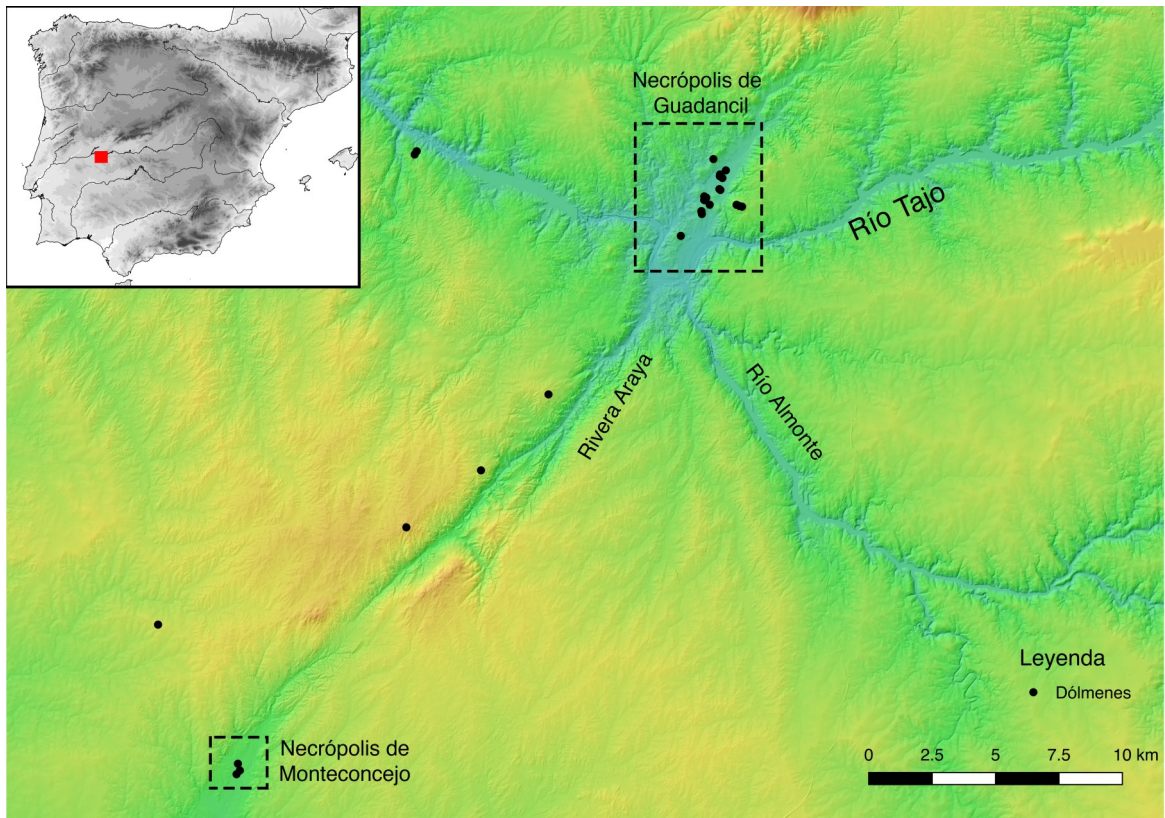 Necrópolis de
Guadancil
Río Tajo
Rivera Araya
Río Almonte
Leyenda
Dólmenes
Necrópolis de
Monteconcejo
0 2.5 5 7.5 10 km